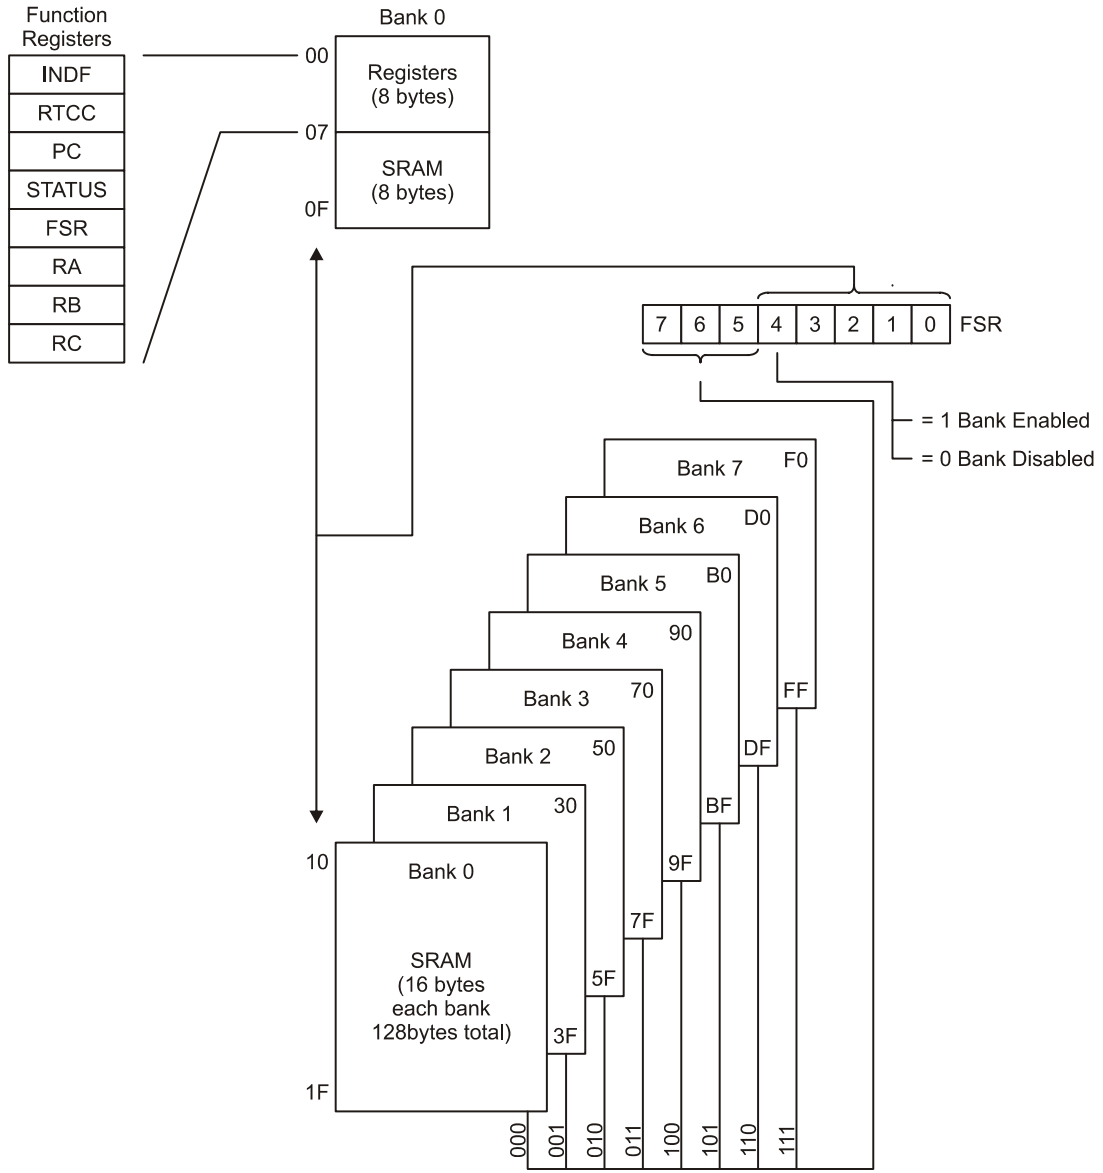 Function
Registers
INDF
RTCC
PC
STATUS
FSR
RA
RB
RC
Bank 0
00
Registers
(8 bytes)
07
SRAM
(8 bytes)
0F
7 6 5 4 3 2 1 0 FSR
= 1 Bank Enabled
= 0 Bank Disabled
Bank 7 F0
Bank 6 D0
Bank 5 B0
Bank 4 90
Bank 3 70
FF
Bank 2 50
DF
Bank 1 30
BF
10
Bank 0
9F
7F
SRAM
(16 bytes
each bank
128bytes total)
5F
3F
1F
000
001
010
011
100
101
110
111